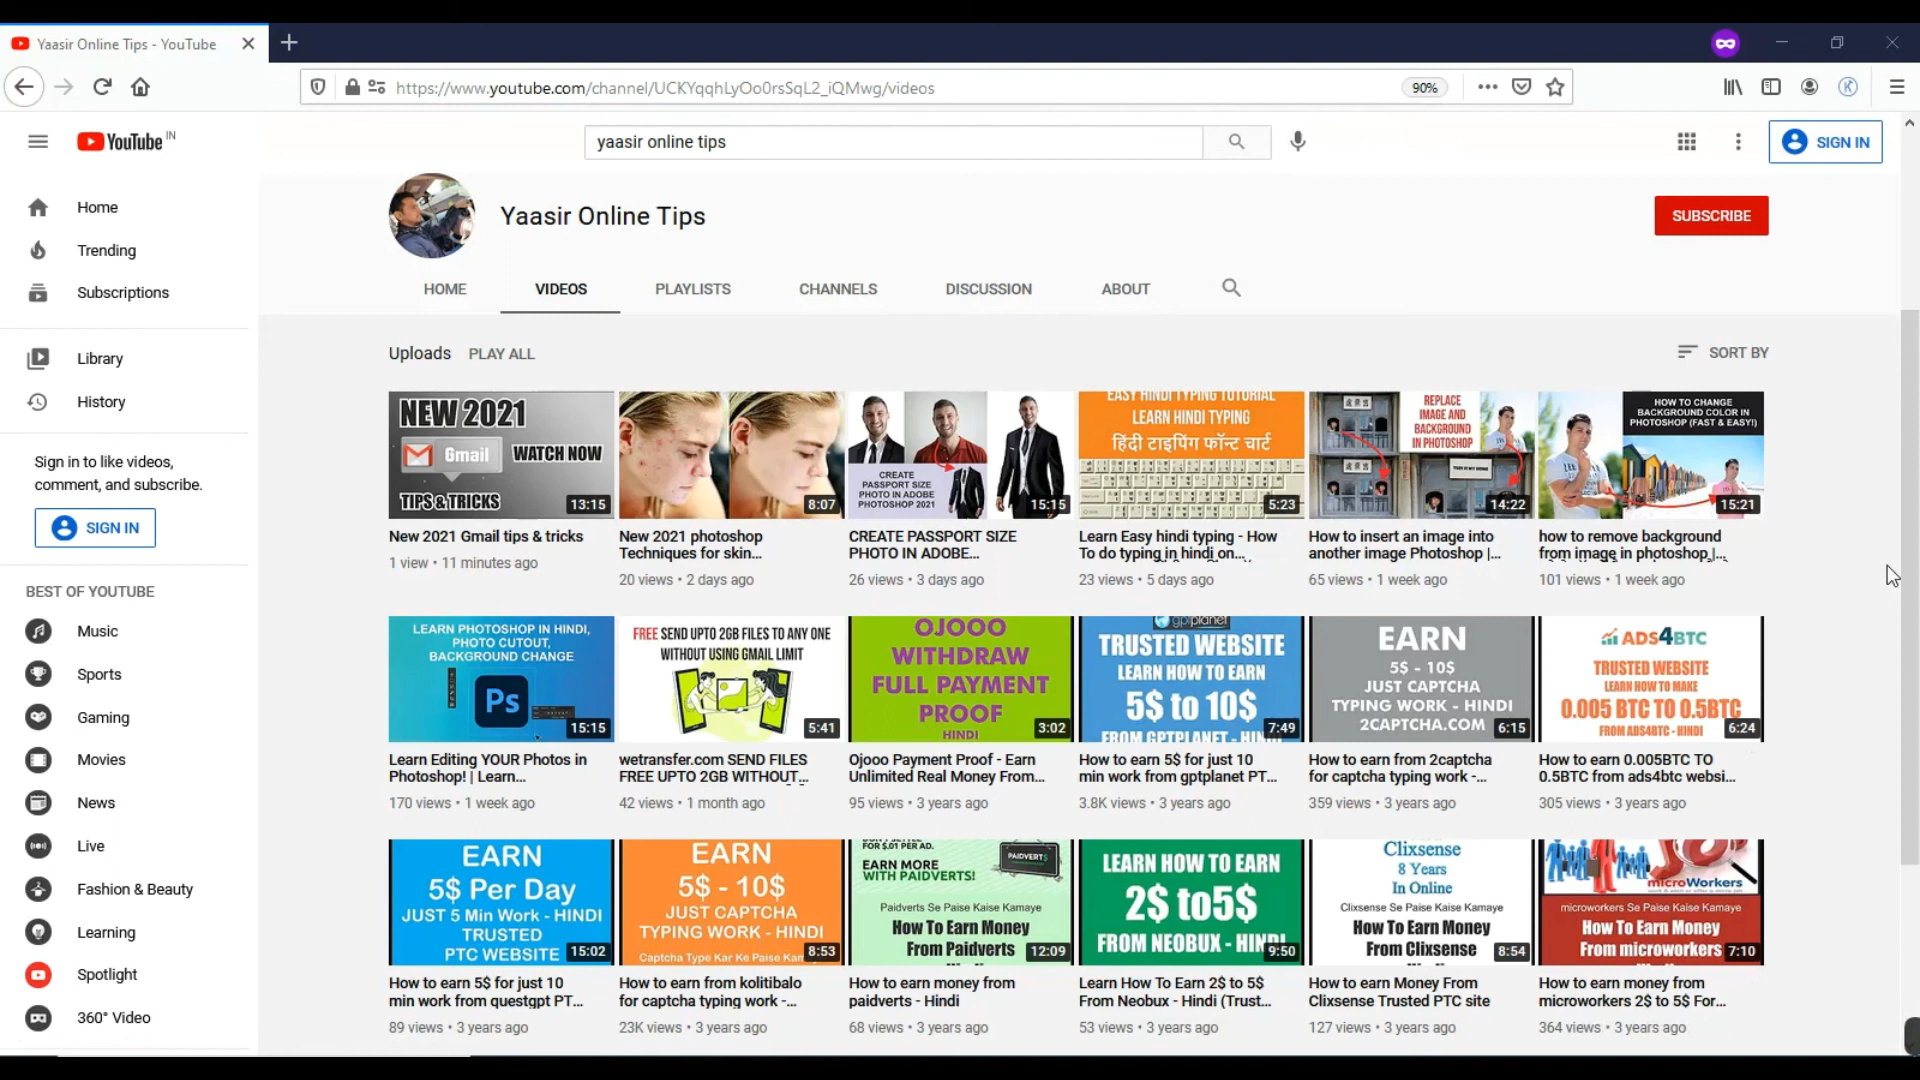 Yaasir Online Tips - YouTube
https://www.youtube.com/channel/UCKYqqhLyOo0rsSqL2_iQMwg/videos
90%
YouTube IN
yaasir online tips
SIGN IN
Home
Trending
Subscriptions
Library
History
Sign in to like videos,
comment, and subscribe.
SIGN IN
BEST OF YOUTUBE
Music
Sports
Gaming
Movies
News
Live
Fashion & Beauty
Learning
Spotlight
360° Video
Yaasir Online Tips
SUBSCRIBE
HOME
VIDEOS
PLAYLISTS
CHANNELS
DISCUSSION
ABOUT
Uploads
PLAY ALL
SORT BY
NEW 2021
Gmail
WATCH NOW
TIPS & TRICKS
13:15
New 2021 Gmail tips & tricks
1 view • 11 minutes ago
8:07
New 2021 photoshop
Techniques for skin...
20 views • 2 days ago
CREATE
PASSPORT SIZE
PHOTO IN ADOBE
PHOTOSHOP 2021
15:15
CREATE PASSPORT SIZE
PHOTO IN ADOBE...
26 views • 3 days ago
EASY HINDI TYPING TUTORIAL
LEARN HINDI TYPING
हिंदी टाइपिंग फॉन्ट चार्ट
5:23
Learn Easy hindi typing - How
To do typing in hindi on...
23 views • 5 days ago
REPLACE
IMAGE AND
BACKGROUND
IN PHOTOSHOP
14:22
How to insert an image into
another image Photoshop |...
65 views • 1 week ago
HOW TO CHANGE
BACKGROUND COLOR IN
PHOTOSHOP (FAST & EASY!)
15:21
how to remove background
from image in photoshop |...
101 views • 1 week ago
LEARN PHOTOSHOP IN HINDI,
PHOTO CUTOUT,
BACKGROUND CHANGE
Ps
15:15
Learn Editing YOUR Photos in
Photoshop! | Learn...
170 views • 1 week ago
FREE SEND UPTO 2GB FILES TO ANY ONE
WITHOUT USING GMAIL LIMIT
5:41
wetransfer.com SEND FILES
FREE UPTO 2GB WITHOUT...
42 views • 1 month ago
OJOOO
WITHDRAW
FULL PAYMENT
PROOF
HINDI
3:02
Ojooo Payment Proof - Earn
Unlimited Real Money From...
95 views • 3 years ago
gptplanet
TRUSTED WEBSITE
LEARN HOW TO EARN
5$ to 10$
FROM GPTPLANET - HINDI
7:49
How to earn 5$ for just 10
min work from gptplanet PT...
3.8K views • 3 years ago
EARN
5$ - 10$
JUST CAPTCHA
TYPING WORK - HINDI
2CAPTCHA.COM
6:15
How to earn from 2captcha
for captcha typing work -...
359 views • 3 years ago
ADS4BTC
TRUSTED WEBSITE
LEARN HOW TO MAKE
0.005 BTC TO 0.5BTC
FROM ADS4BTC - HINDI
6:24
How to earn 0.005BTC TO
0.5BTC from ads4btc websi...
305 views • 3 years ago
EARN
5$ Per Day
JUST 5 Min Work - HINDI
TRUSTED
PTC WEBSITE
15:02
How to earn 5$ for just 10
min work from questgpt PT...
89 views • 3 years ago
EARN
5$ - 10$
JUST CAPTCHA
TYPING WORK - HINDI
Captcha Type Kar Ke Paise Kam
8:53
How to earn from kolitibalo
for captcha typing work -...
23K views • 3 years ago
FOR $.01 PER AD.
EARN MORE
WITH PAIDVERTS!
PAIDVERTS
Paidverts Se Paise Kaise Kamaye
How To Earn Money
From Paidverts
12:09
How to earn money from
paidverts - Hindi
68 views • 3 years ago
LEARN HOW TO EARN
2$ to5$
FROM NEOBUX - HINDI
9:50
Learn How To Earn 2$ to 5$
From Neobux - Hindi (Trust...
53 views • 3 years ago
Clixsense
8 Years
In Online
Clixsense Se Paise Kaise Kamaye
How To Earn Money
From Clixsense
8:54
How to earn Money From
Clixsense Trusted PTC site
127 views • 3 years ago
microWorkers
microworkers Se Paise Kaise Kamaye
How To Earn Money
From microworkers
7:10
How to earn money from
microworkers 2$ to 5$ For...
364 views • 3 years ago